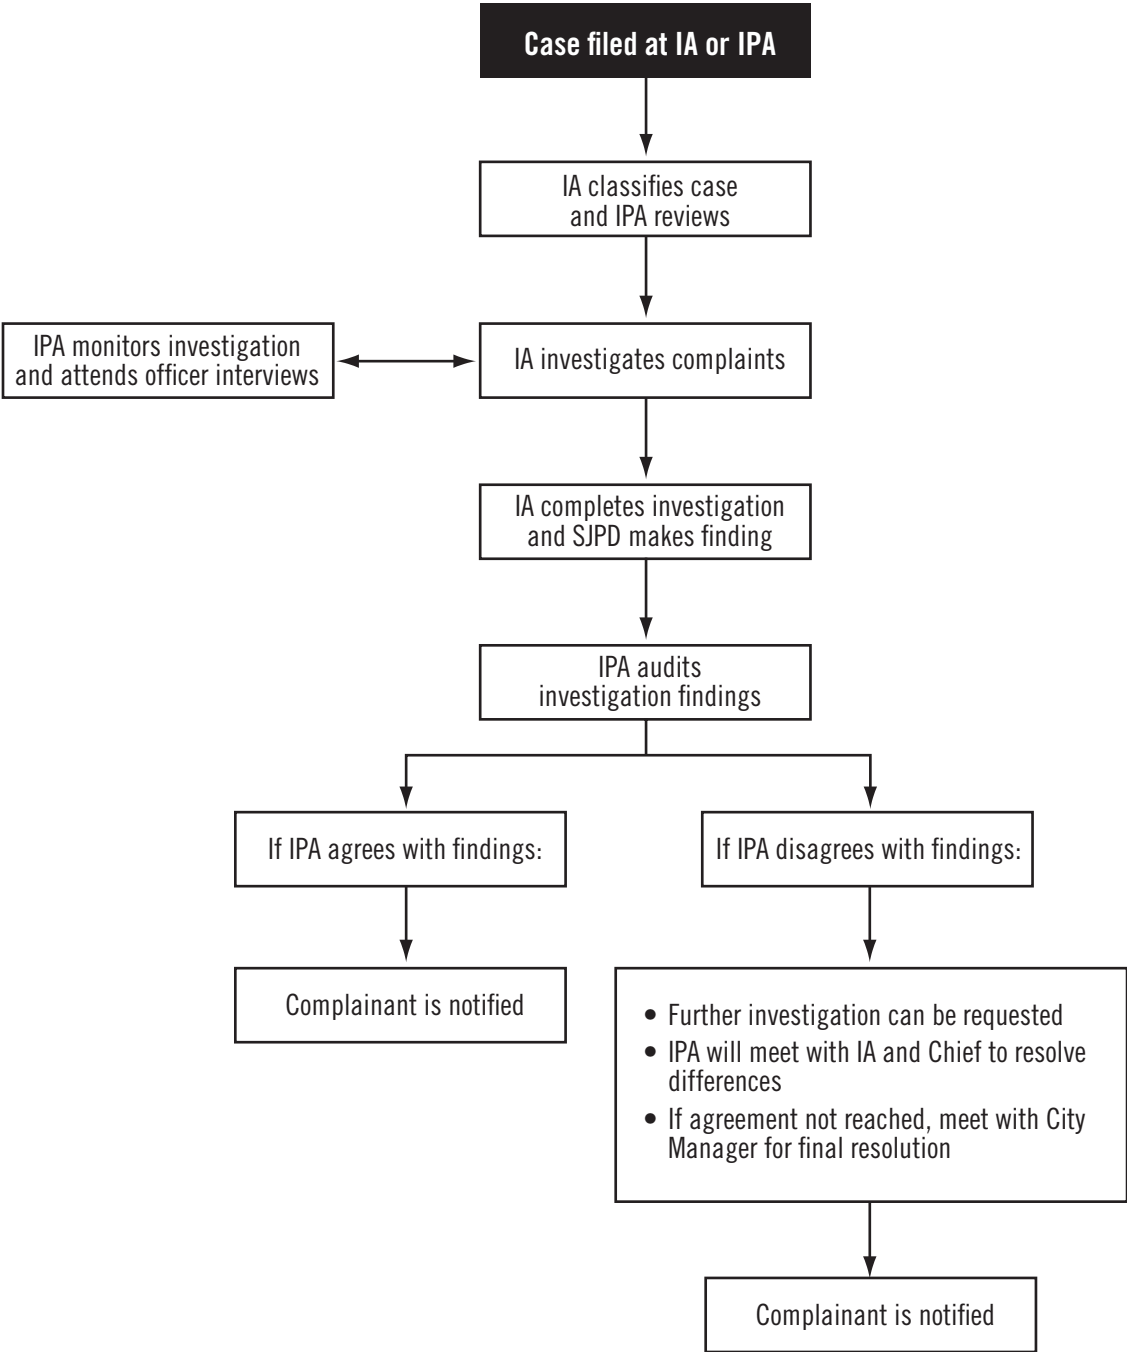 Case filed at IA or IPA
IA classifies case
and IPA reviews
IPA monitors investigation
and attends officer interviews
IA investigates complaints
IA completes investigation
and SJPD makes finding
IPA audits
investigation findings
If IPA agrees with findings:
If IPA disagrees with findings:
Complainant is notified
• Further investigation can be requested
• IPA will meet with IA and Chief to resolve
differences
• If agreement not reached, meet with City
Manager for final resolution
Complainant is notified